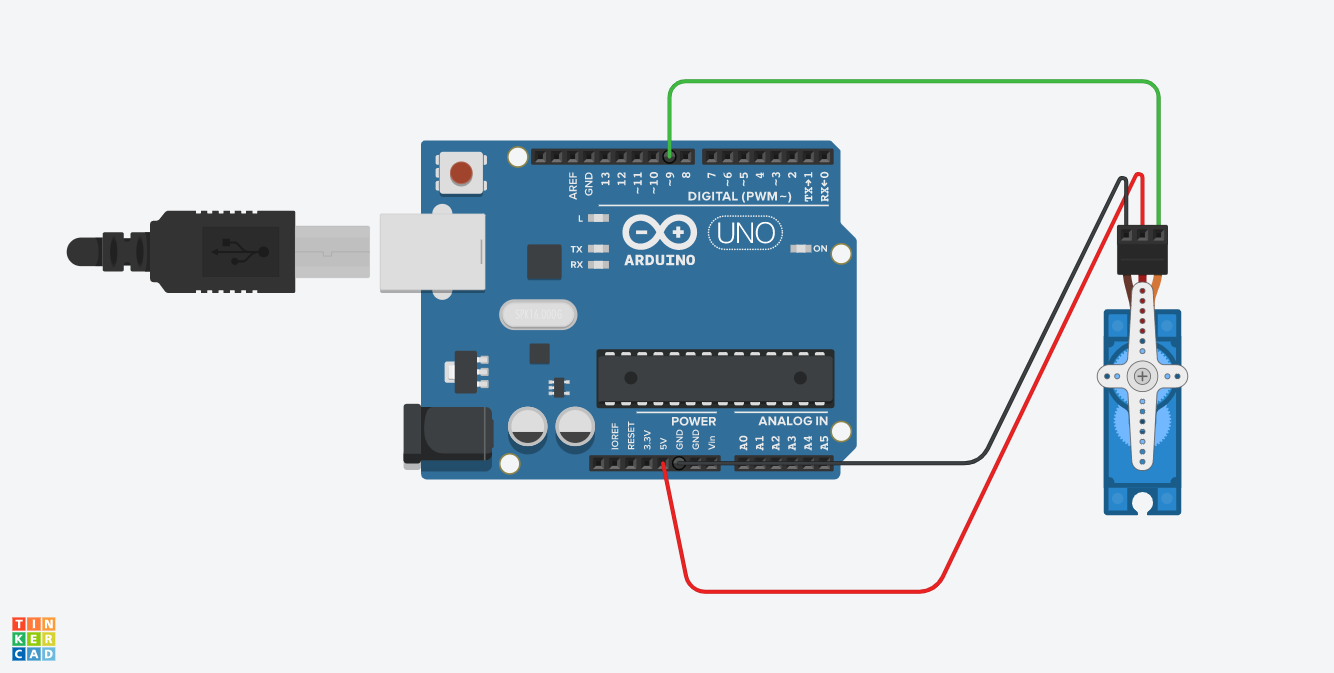 AREF
GND
13
12
~11
~10
~9
8
7
~6
~5
4
~3
2
TX→1
RX←0
DIGITAL (PWM~)
L
TX
RX
ARDUINO
UNO
ON
POWER
ANALOG IN
IOREF
RESET
3.3V
5V
GND
GND
Vin
A0
A1
A2
A3
A4
A5
TIN
KER
CAD